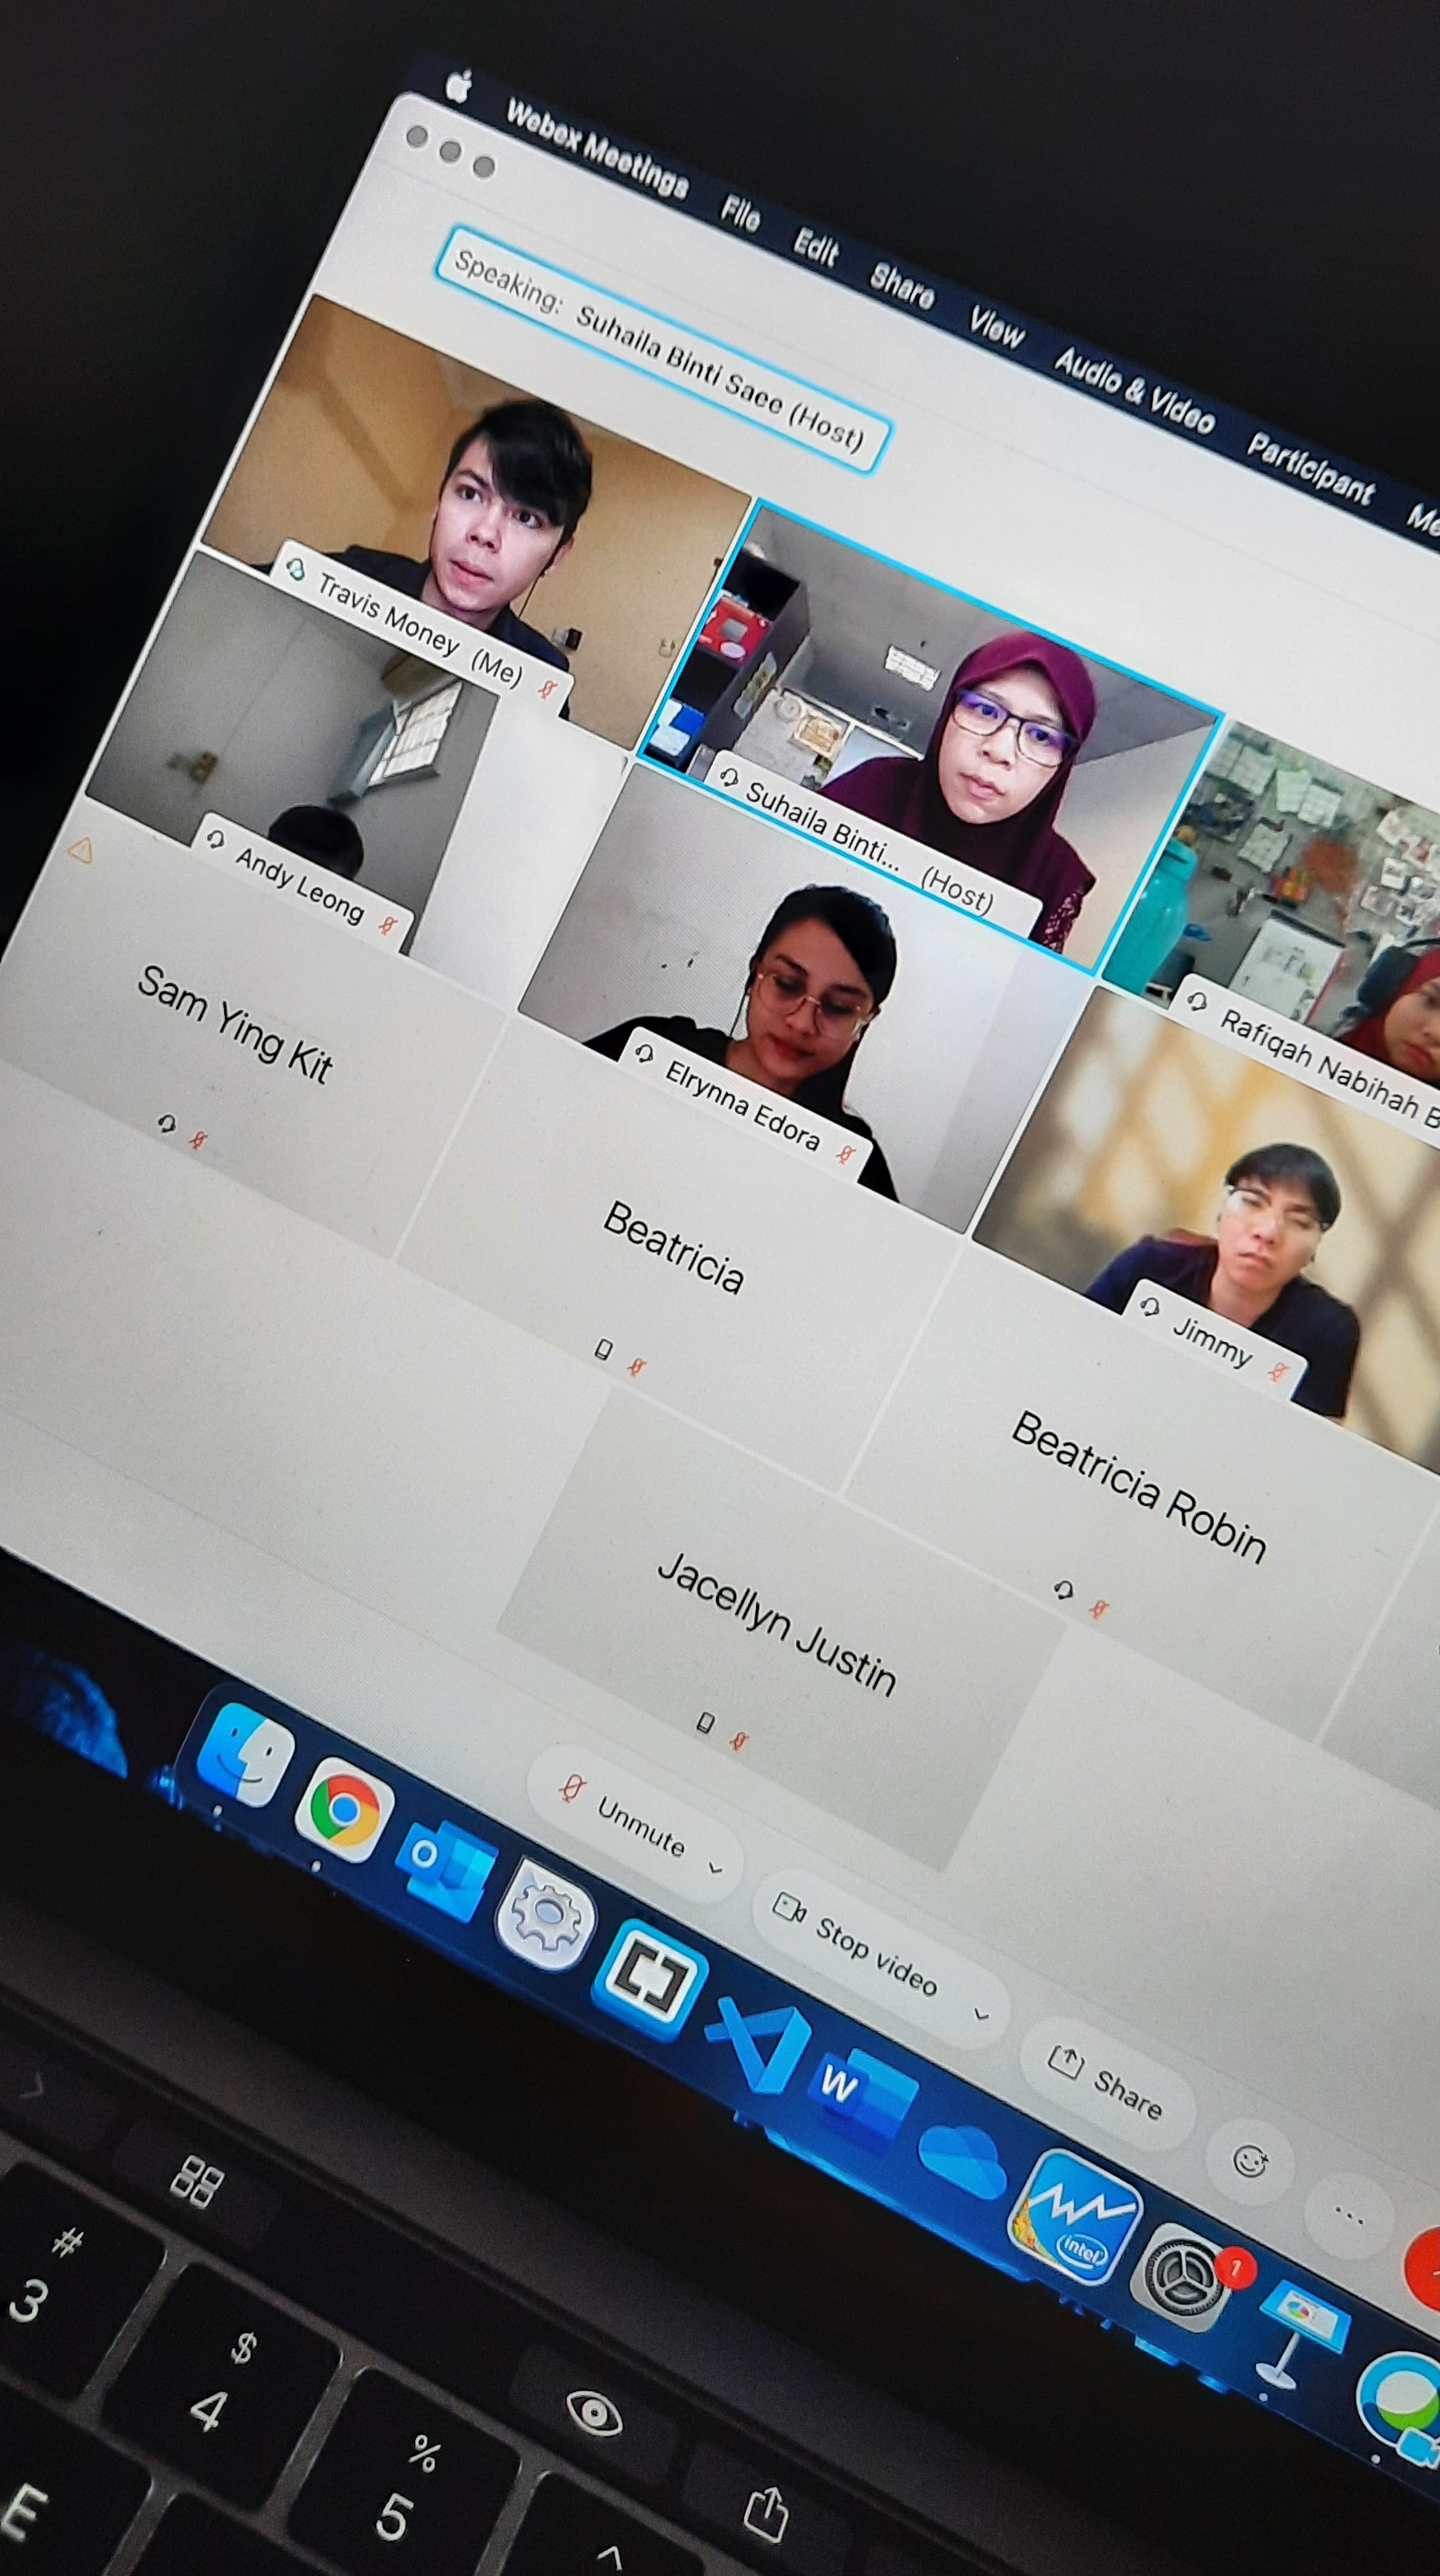 Webex Meetings File Edit Share View Audio & Video Participant Me
Speaking: Suhaila Binti Saee (Host)
Travis Money (Me)
Suhaila Binti... (Host)
Rafiqah Nabihah B
Andy Leong
Elrynna Edora
Jimmy
Sam Ying Kit
Beatricia
Beatricia Robin
Jacellyn Justin
Unmute
Stop video
Share
W
intel
1
#
3
$
4
%
5
^
E